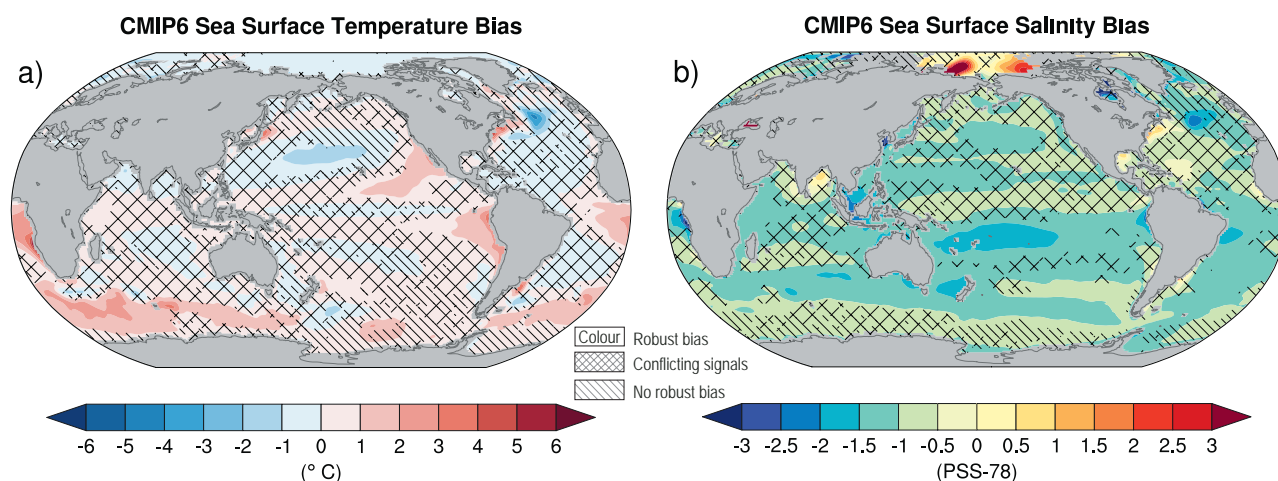 CMIP6 Sea Surface Temperature Bias
CMIP6 Sea Surface Salinity Bias
a)
b)
Colour Robust bias
Conflicting signals
No robust bias
-6 -5 -4 -3 -2 -1 0 1 2 3 4 5 6
(° C)
-3 -2.5 -2 -1.5 -1 -0.5 0 0.5 1 1.5 2 2.5 3
(PSS-78)